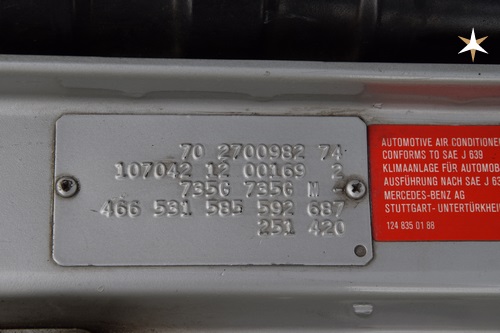 70 2700982 74
107042 12 00169 2
735G 735G M -
466 531 585 592 687
251 420
AUTOMOTIVE AIR CONDITIONER
CONFORMS TO SAE J 639
KLIMAANLAGE FÜR AUTOMOB
AUSFÜHRUNG NACH SAE J 63
MERCEDES-BENZ AG
STUTTGART- UNTERTÜRKHEI
124 835 01 88